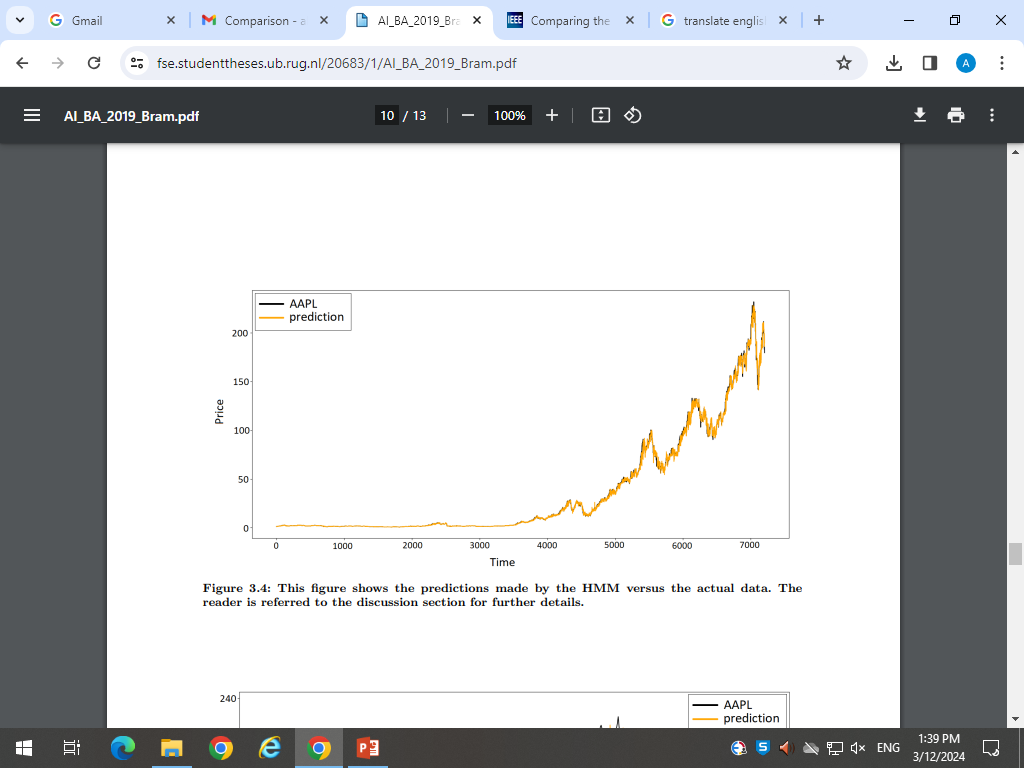 Gmail
Comparison - a
AI_BA_2019_Bra
IEEE Comparing the
translate englis
fse.studenttheses.ub.rug.nl/20683/1/AI_BA_2019_Bram.pdf
A
AI_BA_2019_Bram.pdf
10 / 13
100%
AAPL
prediction
200
150
100
50
0
Price
0 1000 2000 3000 4000 5000 6000 7000
Time
Figure 3.4: This figure shows the predictions made by the HMM versus the actual data. The
reader is referred to the discussion section for further details.
240
AAPL
prediction
ENG
1:39 PM
3/12/2024